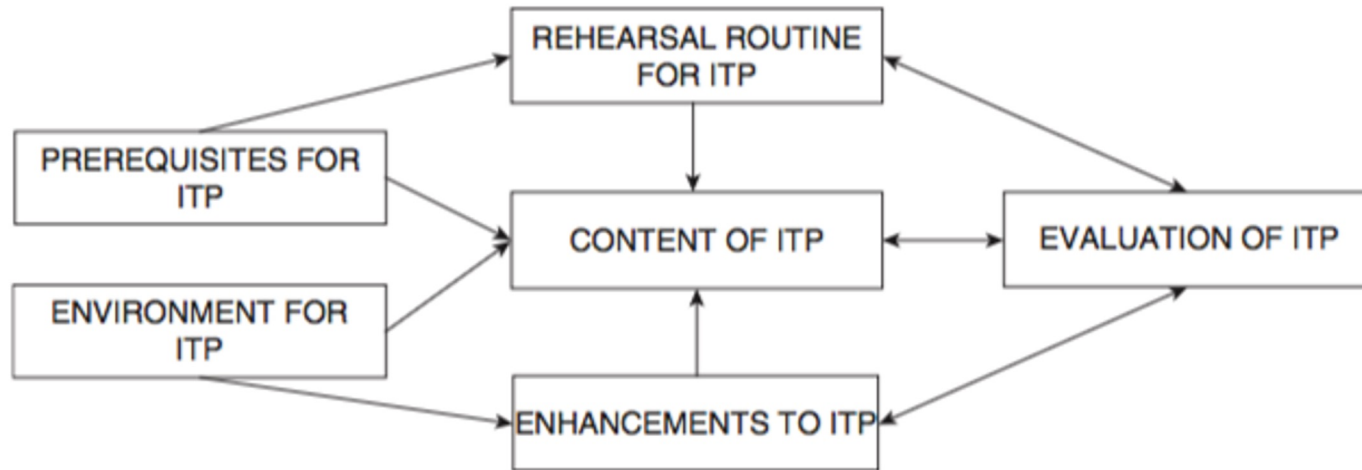 REHEARSAL ROUTINE
FOR ITP
PREREQUISITES FOR
ITP
CONTENT OF ITP
EVALUATION OF ITP
ENVIRONMENT FOR
ITP
ENHANCEMENTS TO ITP